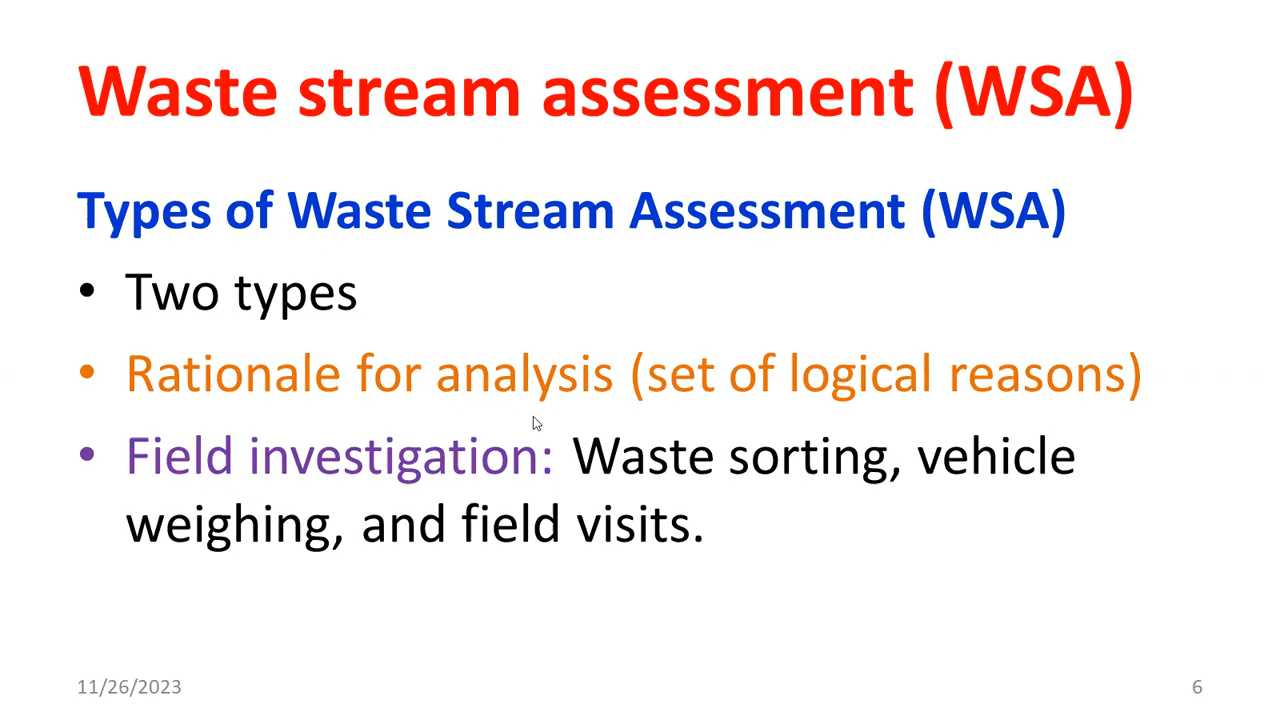 Waste stream assessment (WSA)
Types of Waste Stream Assessment (WSA)
• Two types
• Rationale for analysis (set of logical reasons)
• Field investigation: Waste sorting, vehicle
weighing, and field visits.
11/26/2023
6